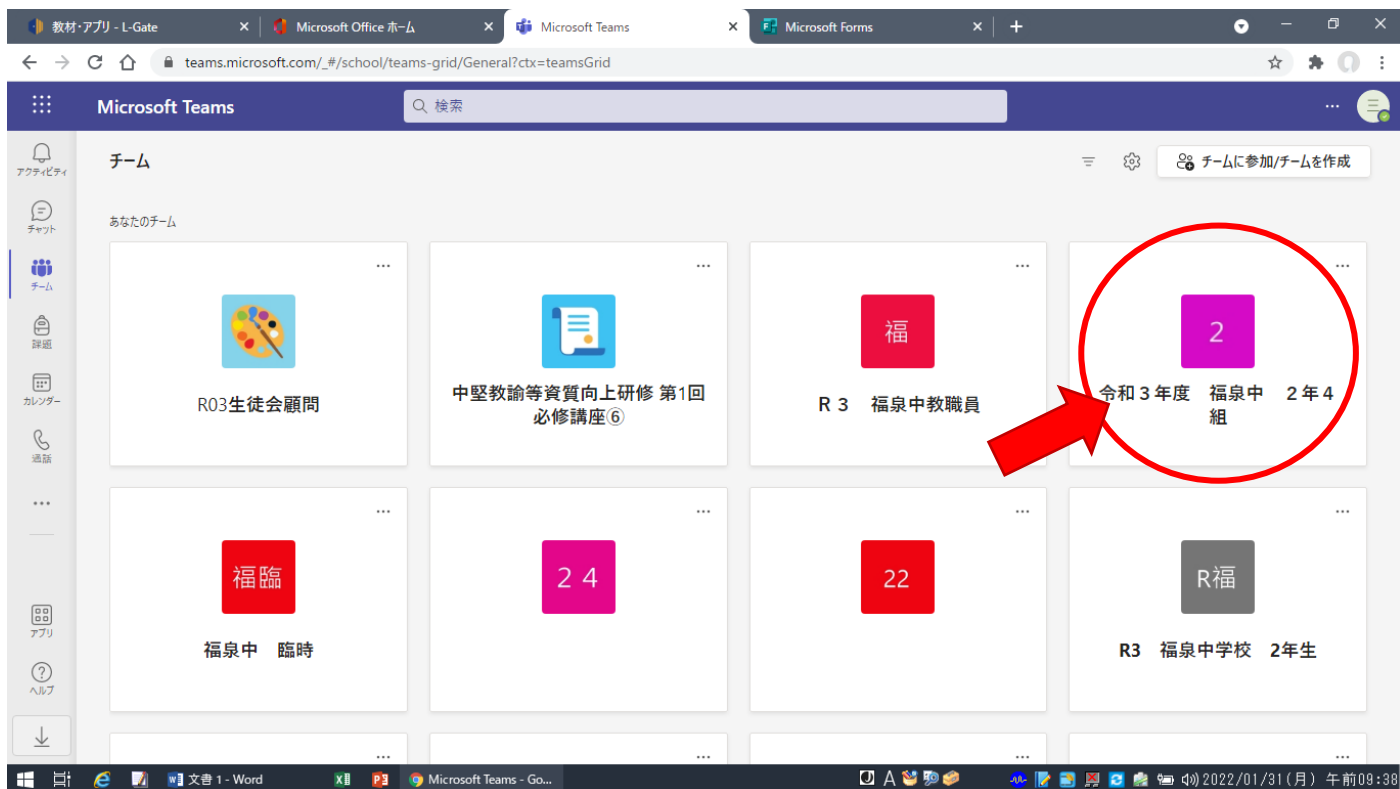 教材・アプリ - L-Gate
Microsoft Office ホーム
Microsoft Teams
Microsoft Forms
teams.microsoft.com/_#/school/teams-grid/General?ctx=teamsGrid
Microsoft Teams
検索
アクティビティ
チャット
チーム
課題
カレンダー
通話
アプリ
ヘルプ
チーム
チームに参加/チームを作成
あなたのチーム
R03生徒会顧問
中堅教諭等資質向上研修 第1回
必修講座⑥
福
R３　福泉中教職員
2
令和３年度　福泉中　２年４
組
福臨
福泉中　臨時
２４
22
R福
R3　福泉中学校　2年生
文書 1 - Word
Microsoft Teams - Go...
A
2022/01/31(月) 午前09:38